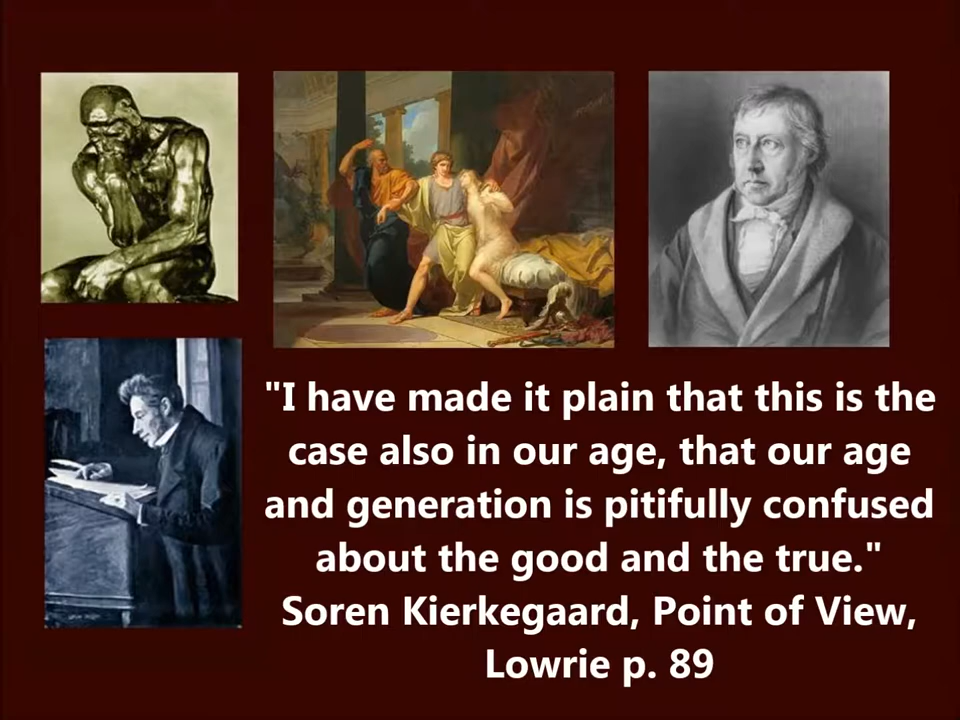 "I have made it plain that this is the
case also in our age, that our age
and generation is pitifully confused
about the good and the true."
Soren Kierkegaard, Point of View,
Lowrie p. 89